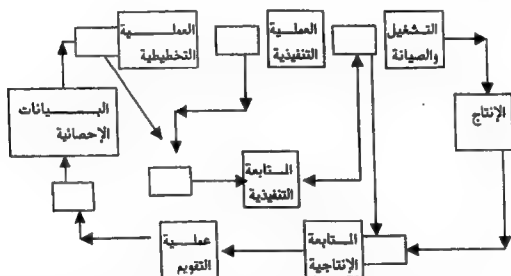 العملية
التخطيطية
العملية
التنفيذية
التشغيل
والصيانة
البيانات
الإحصائية
الإنتاج
المتابعة
التنفيذية
عملية
التقويم
المتابعة
الإنتاجية